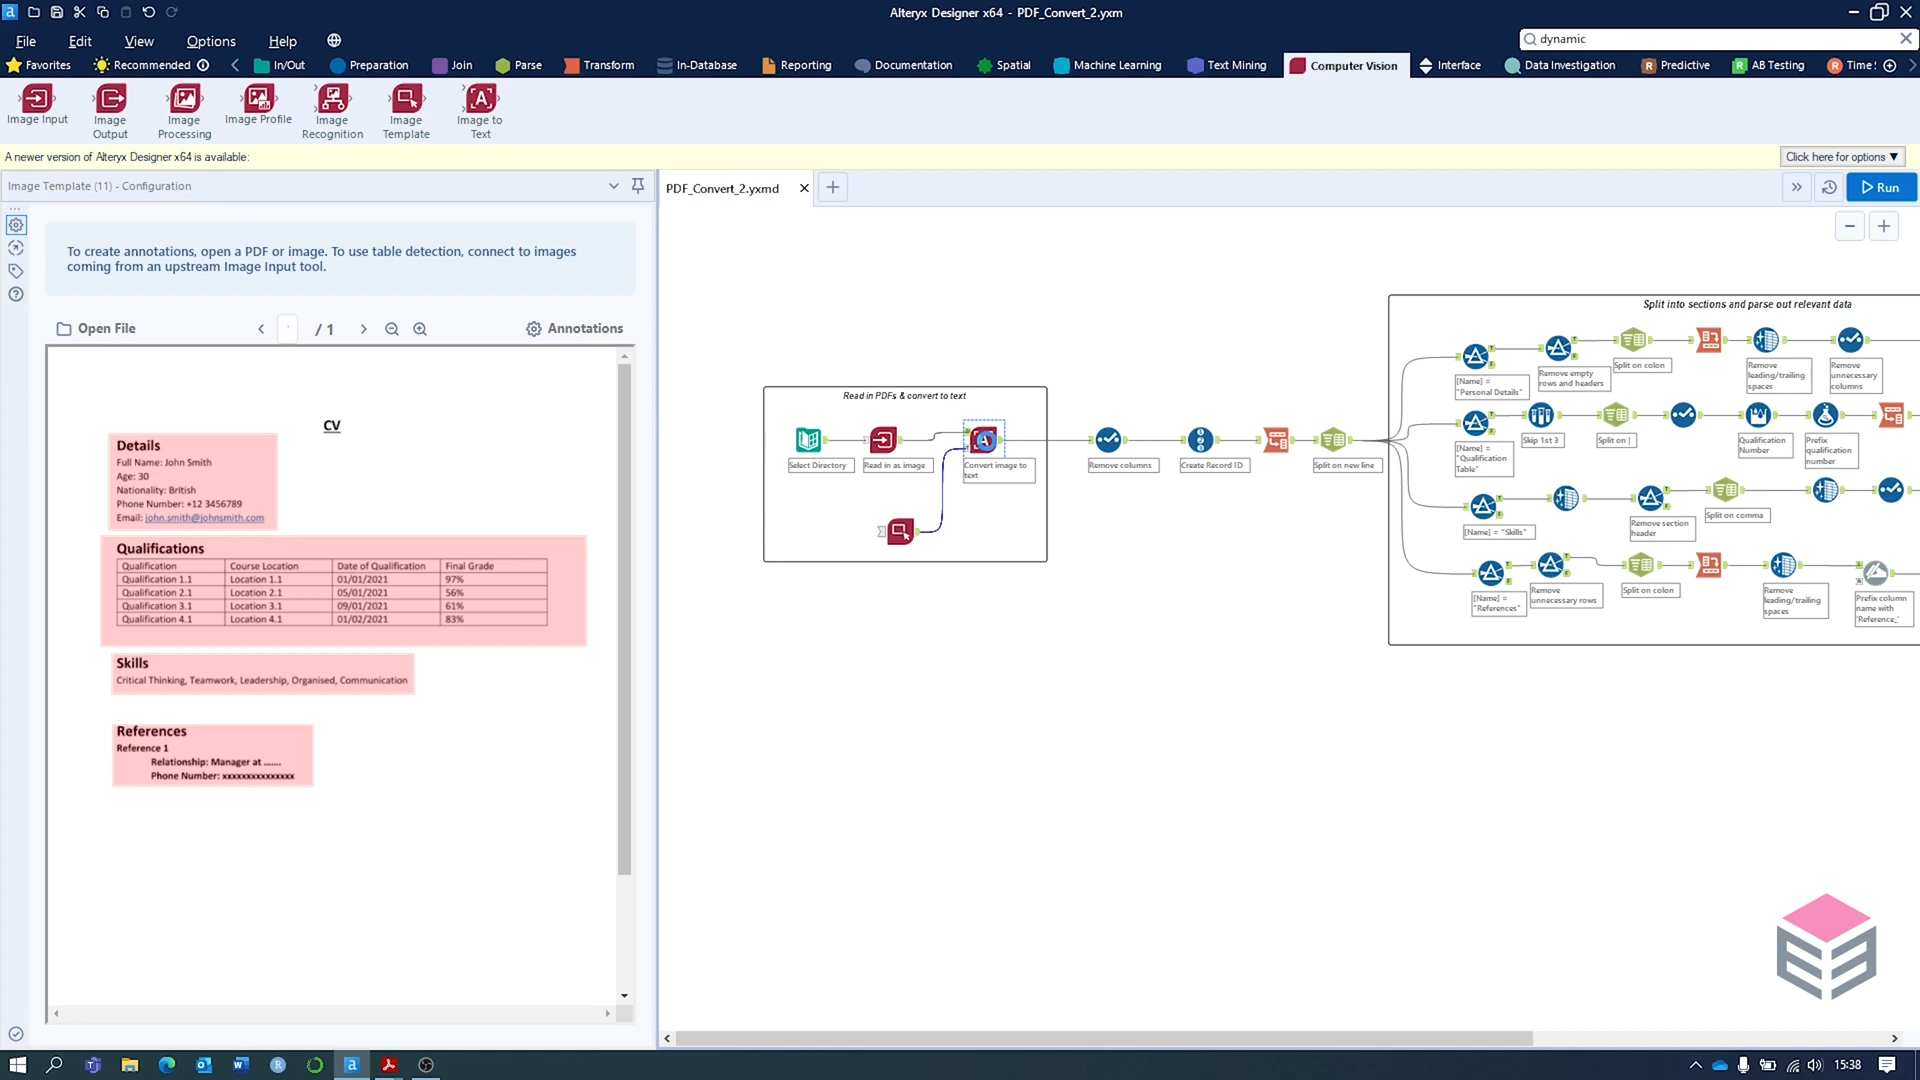 Alteryx Designer x64 - PDF_Convert_2.yxm
File Edit View Options Help
dynamic
Favorites Recommended In/Out Preparation Join Parse Transform In-Database Reporting Documentation Spatial Machine Learning Text Mining Computer Vision Interface Data Investigation Predictive AB Testing Time
Image Input
Image Output
Image Processing
Image Profile
Image Recognition
Image Template
Image to Text
A newer version of Alteryx Designer x64 is available:
Click here for options
Image Template (11) - Configuration
PDF_Convert_2.yxmd
Run
To create annotations, open a PDF or image. To use table detection, connect to images
coming from an upstream Image Input tool.
Open File
/ 1
Annotations
CV
Details
Full Name: John Smith
Age: 30
Nationality: British
Phone Number: +12 3456789
Email: john.smith@johnsmith.com
Qualifications
Qualification Course Location Date of Qualification Final Grade
Qualification 1.1 Location 1.1 01/01/2021 97%
Qualification 2.1 Location 2.1 05/01/2021 56%
Qualification 3.1 Location 3.1 09/01/2021 61%
Qualification 4.1 Location 4.1 01/02/2021 83%
Skills
Critical Thinking, Teamwork, Leadership, Organised, Communication
References
Reference 1
Relationship: Manager at .......
Phone Number: xxxxxxxxxxxxxxx
Read in PDFs & convert to text
Select Directory
Read in as image
Convert image to
text
Remove columns
Create Record ID
Split on new line
Split into sections and parse out relevant data
[Name] =
"Personal Details"
Remove empty
rows and headers
Split on colon
Remove
leading/trailing
spaces
Remove
unnecessary
columns
[Name] =
"Qualification
Table"
Skip 1st 3
Split on |
Qualification
Number
Prefix
qualification
number
[Name] = "Skills"
Remove section
header
Split on comma
[Name] =
"References"
Remove
unnecessary rows
Split on colon
Remove
leading/trailing
spaces
Prefix column
name with
'Reference_'
15:38